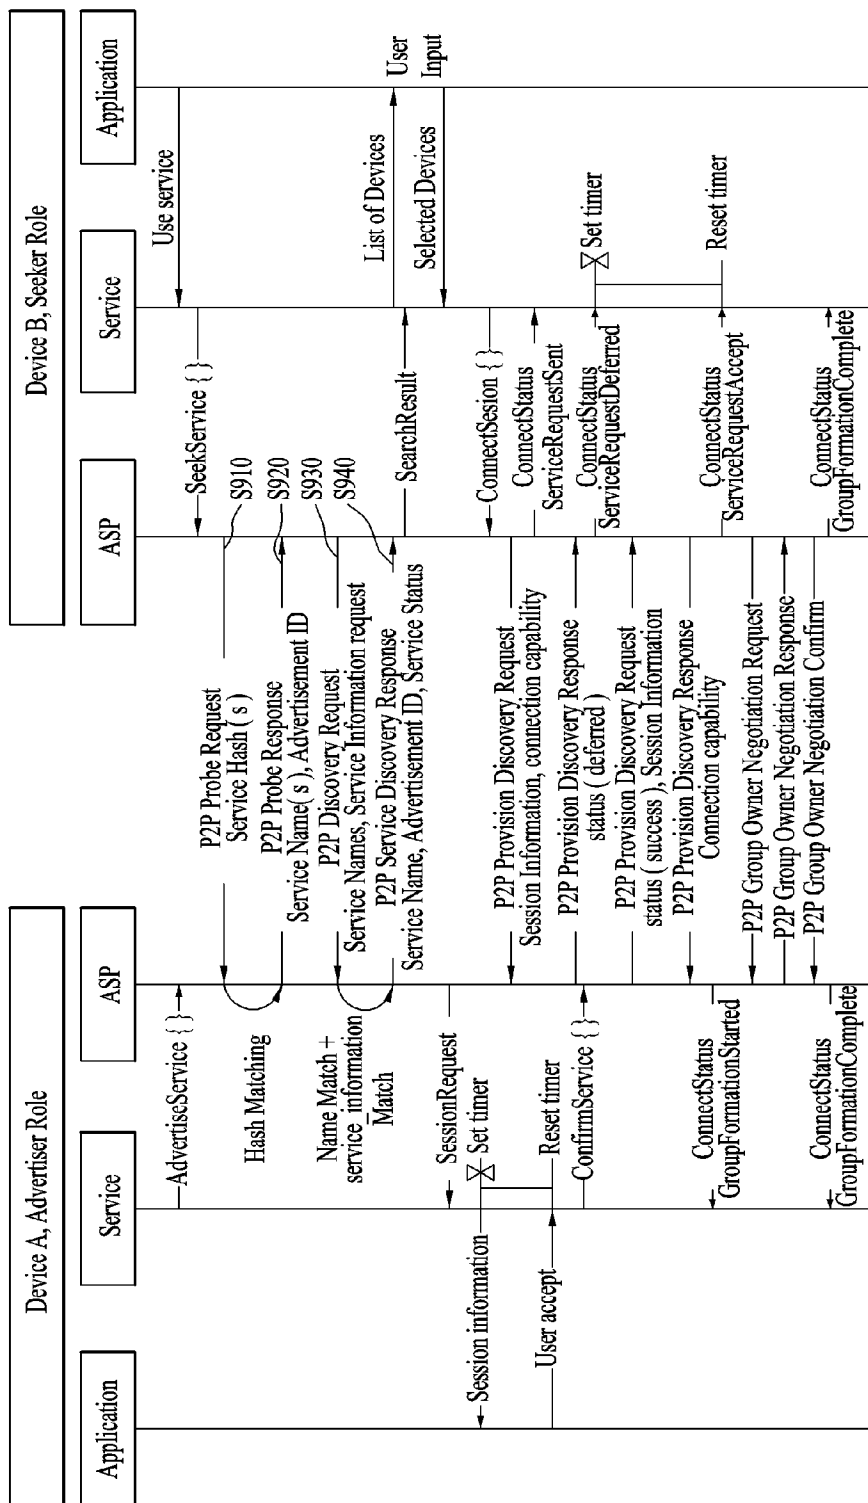 Device A, Advertiser Role
Device B, Seeker Role
Application
Service
ASP
ASP
Service
Application
AdvertiseService { }
Use service
SeekService { }
P2P Probe Request
Service Hash ( s )
S910
Hash Matching
P2P Probe Response
Service Name( s ), Advertisement ID
S920
P2P Discovery Request
Service Names, Service Information request
S930
Name Match +
service_information
_Match
P2P Service Discovery Response
Service Name, Advertisement ID, Service Status
S940
SearchResult
List of Devices
User
Input
Selected Devices
SessionRequest
Set timer
Session information
ConnectSesion { }
P2P Provision Discovery Request
Session Information, connection capability
ConnectStatus
ServiceRequestSent
User accept
Reset timer
P2P Provision Discovery Response
status ( deferred )
ConfirmService { }
ConnectStatus
ServiceRequestDeferred
Set timer
P2P Provision Discovery Request
status ( success ), Session Information
P2P Provision Discovery Response
Connection capability
ConnectStatus
GroupFormationStarted
ConnectStatus
ServiceRequestAccept
Reset timer
P2P Group Owner Negotiation Request
P2P Group Owner Negotiation Response
P2P Group Owner Negotiation Confirm
ConnectStatus
GroupFormationComplete
ConnectStatus
GroupFormationComplete